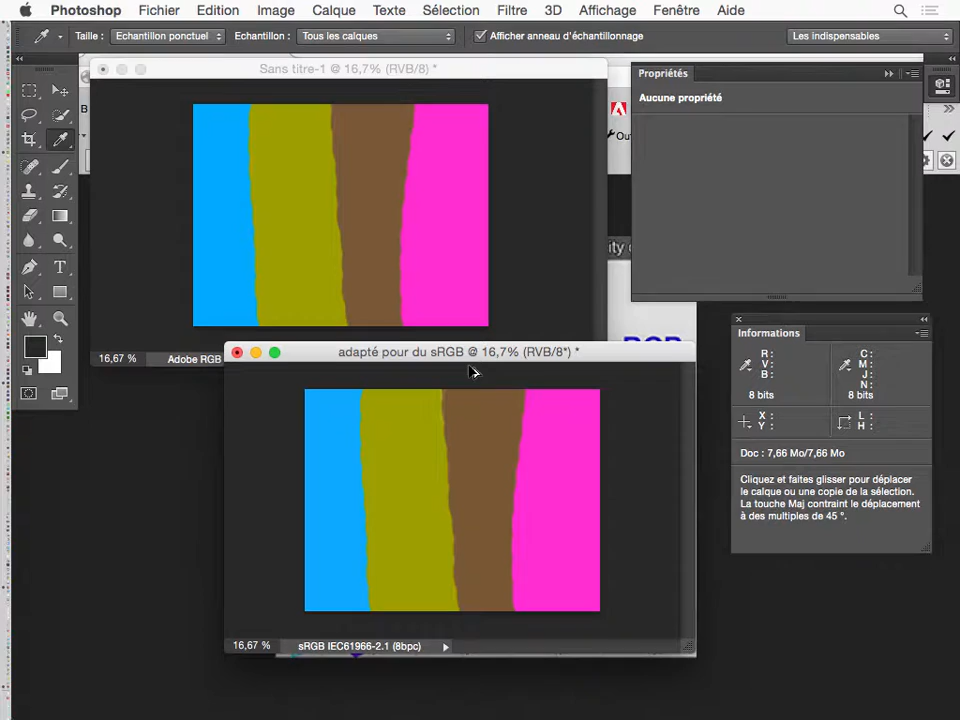 Photoshop Fichier Edition Image Calque Texte Sélection Filtre 3D Affichage Fenêtre Aide
Taille : Echantillon ponctuel Echantillon : Tous les calques Afficher anneau d'échantillonnage Les indispensables
Sans titre-1 @ 16,7% (RVB/8) *
Propriétés
Aucune propriété
B
Ou
T
ity c
16,67 % Adobe RGB
adapté pour du sRGB @ 16,7% (RVB/8*) *
Informations
R :
V :
B :
8 bits
C :
M :
J :
N :
8 bits
X :
Y :
L :
H :
Doc : 7,66 Mo/7,66 Mo
Cliquez et faites glisser pour déplacer
le calque ou une copie de la sélection.
La touche Maj contraint le déplacement
à des multiples de 45 °.
16,67 % sRGB IEC61966-2.1 (8bpc)